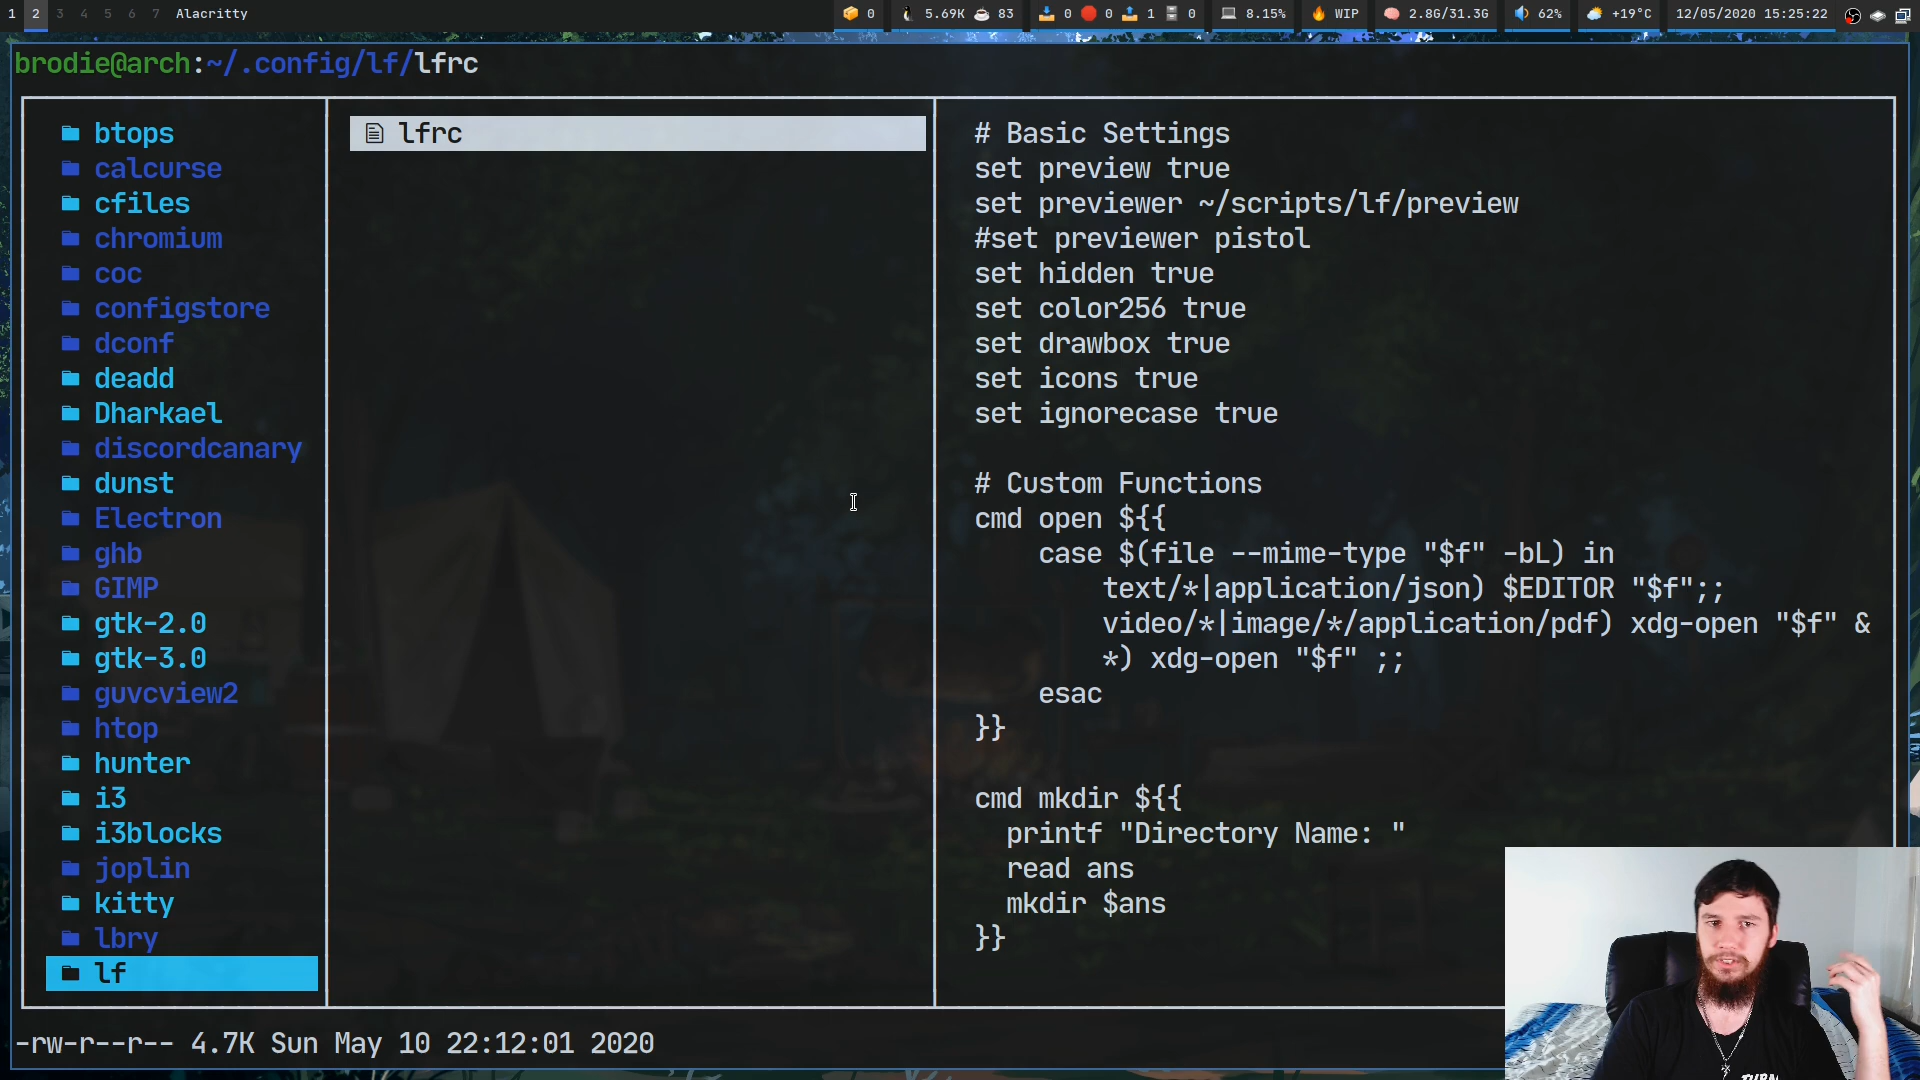 1 2 3 4 5 6 7 Alacritty
0 5.69K 83 0 0 1 0 8.15% WIP 2.8G/31.3G 62% +19°C 12/05/2020 15:25:22
brodie@arch:~/.config/lf/lfrc
btops
calcurse
cfiles
chromium
coc
configstore
dconf
deadd
Dharkael
discordcanary
dunst
Electron
ghb
GIMP
gtk-2.0
gtk-3.0
guvcview2
htop
hunter
i3
i3blocks
joplin
kitty
lbry
lf
lfrc
# Basic Settings
set preview true
set previewer ~/scripts/lf/preview
#set previewer pistol
set hidden true
set color256 true
set drawbox true
set icons true
set ignorecase true
# Custom Functions
cmd open ${{
case $(file --mime-type "$f" -bL) in
text/*|application/json) $EDITOR "$f";;
video/*|image/*/application/pdf) xdg-open "$f" &
*) xdg-open "$f" ;;
esac
}}
cmd mkdir ${{
printf "Directory Name: "
read ans
mkdir $ans
}}
-rw-r--r-- 4.7K Sun May 10 22:12:01 2020